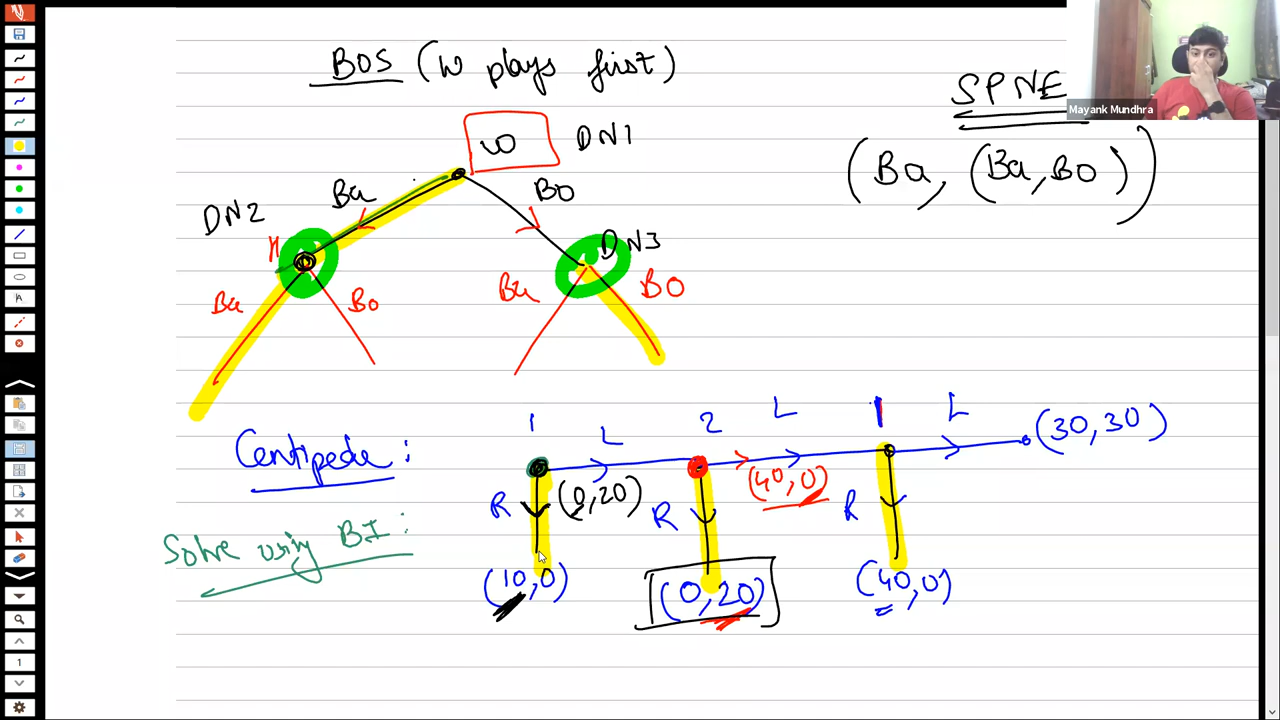 BOS (W plays first)
SPNE
Mayank Mundhra
(Ba, (Ba, Bo))
W DN1
Ba Bo
DN2 DN3
H
Ba Bo Ba Bo
Centipede :
1 L 2 L 1 L (30, 30)
R (0, 20) R (40, 0) R
Solve using BI :
(10, 0) (0, 20) (40, 0)
1